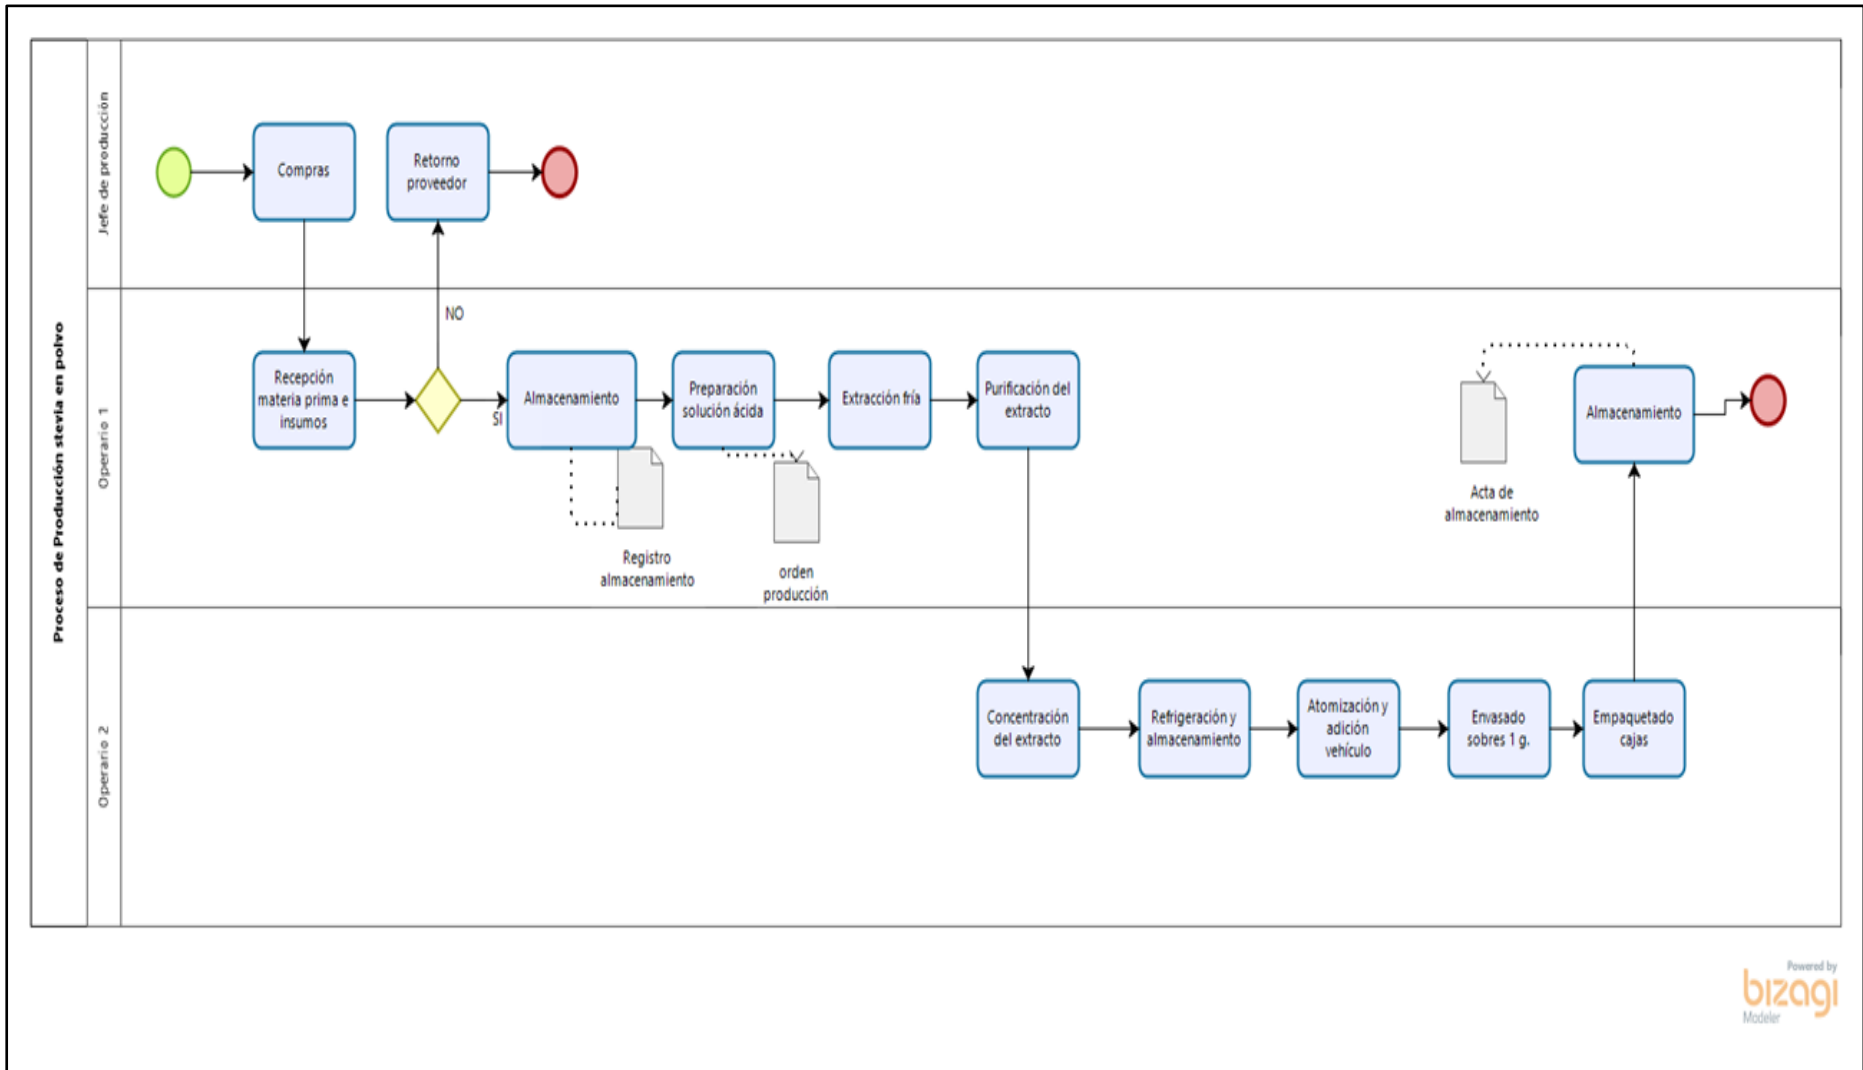 Proceso de Producción stevia en polvo
Jefe de producción
Compras
Retorno
proveedor
NO
Operario 1
Recepción
materia prima e
insumos
SI
Almacenamiento
Preparación
solución ácida
Extracción fría
Purificación del
extracto
Almacenamiento
Registro
almacenamiento
orden
producción
Acta de
almacenamiento
Operario 2
Concentración
del extracto
Refrigeración y
almacenamiento
Atomización y
adición
vehículo
Envasado
sobres 1 g.
Empaquetado
cajas
Powered by
bizagi
Modeler